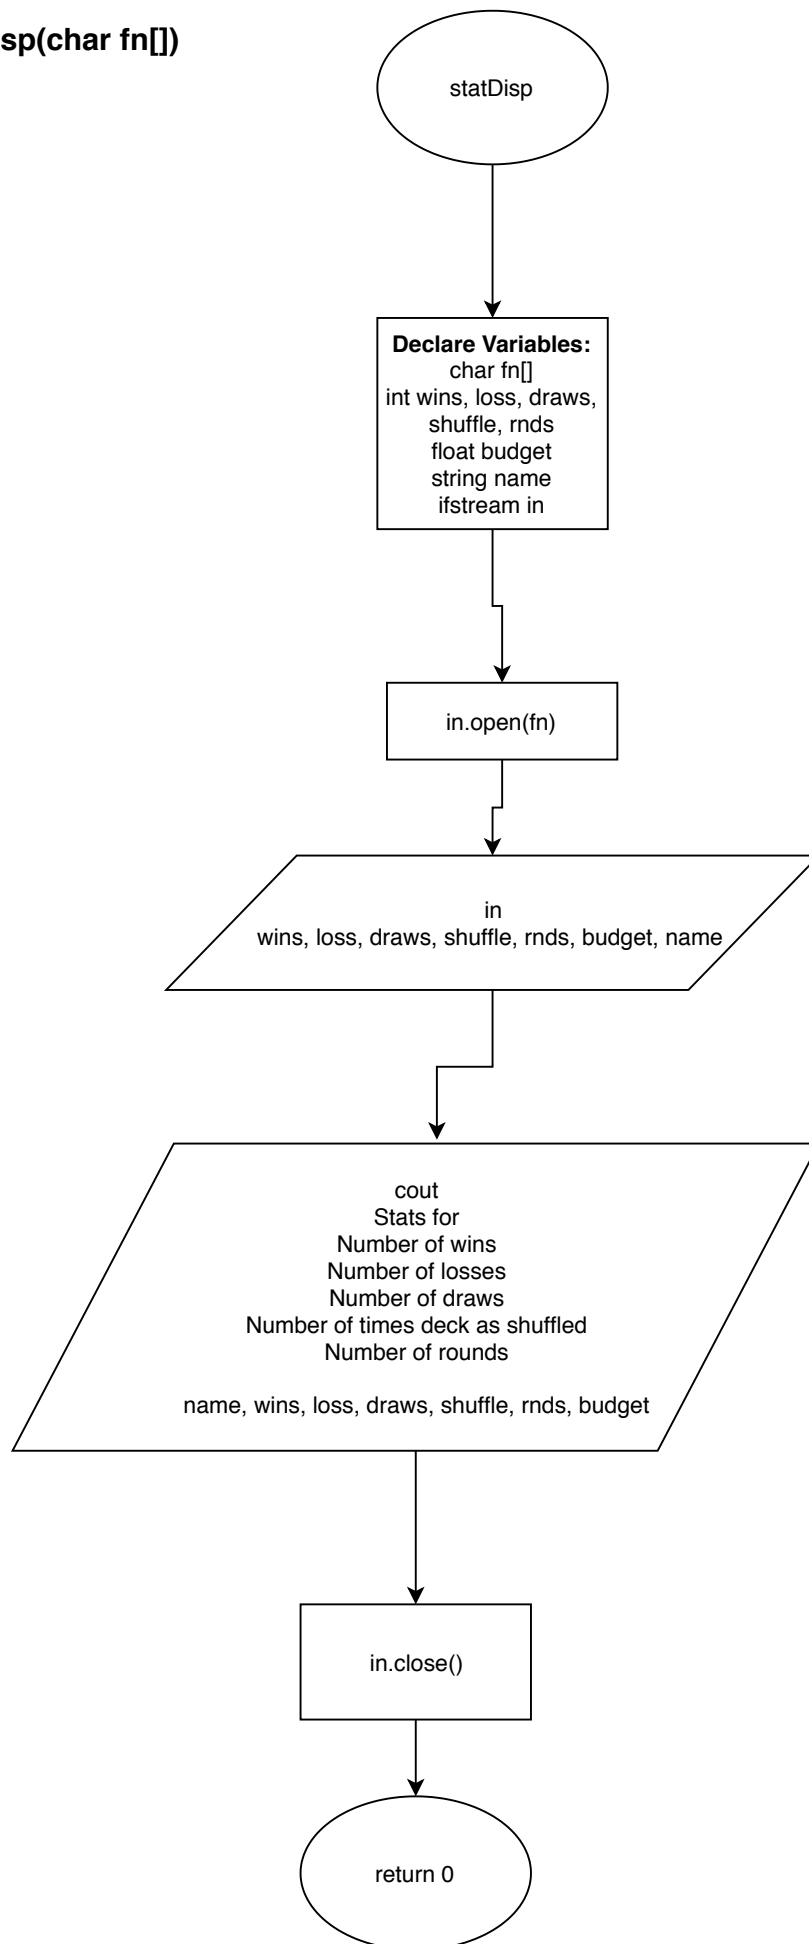 sp(char fn[])
statDisp
Declare Variables:
char fn[]
int wins, loss, draws,
shuffle, rnds
float budget
string name
ifstream in
in.open(fn)
in
wins, loss, draws, shuffle, rnds, budget, name
cout
Stats for
Number of wins
Number of losses
Number of draws
Number of times deck as shuffled
Number of rounds
name, wins, loss, draws, shuffle, rnds, budget
in.close()
return 0